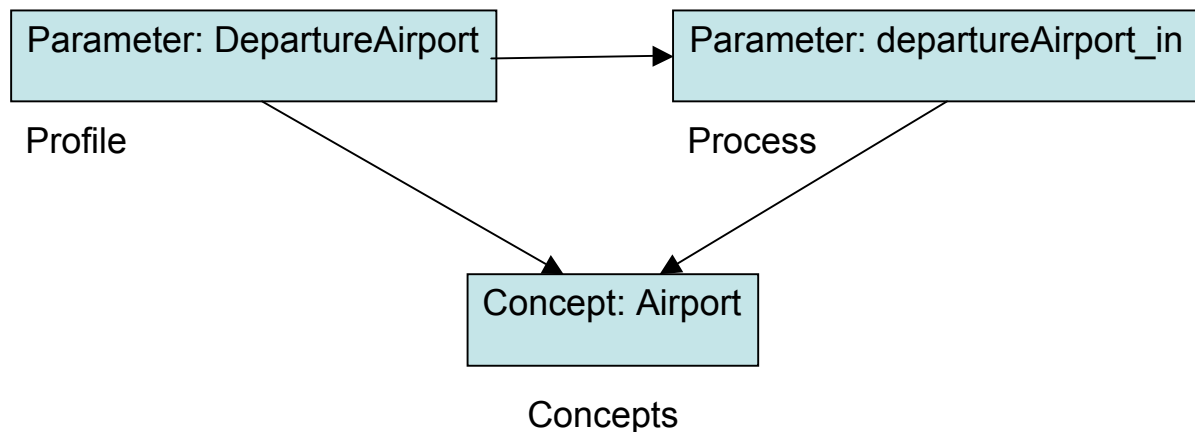 Parameter: DepartureAirport
Parameter: departureAirport_in
Profile
Process
Concept: Airport
Concepts